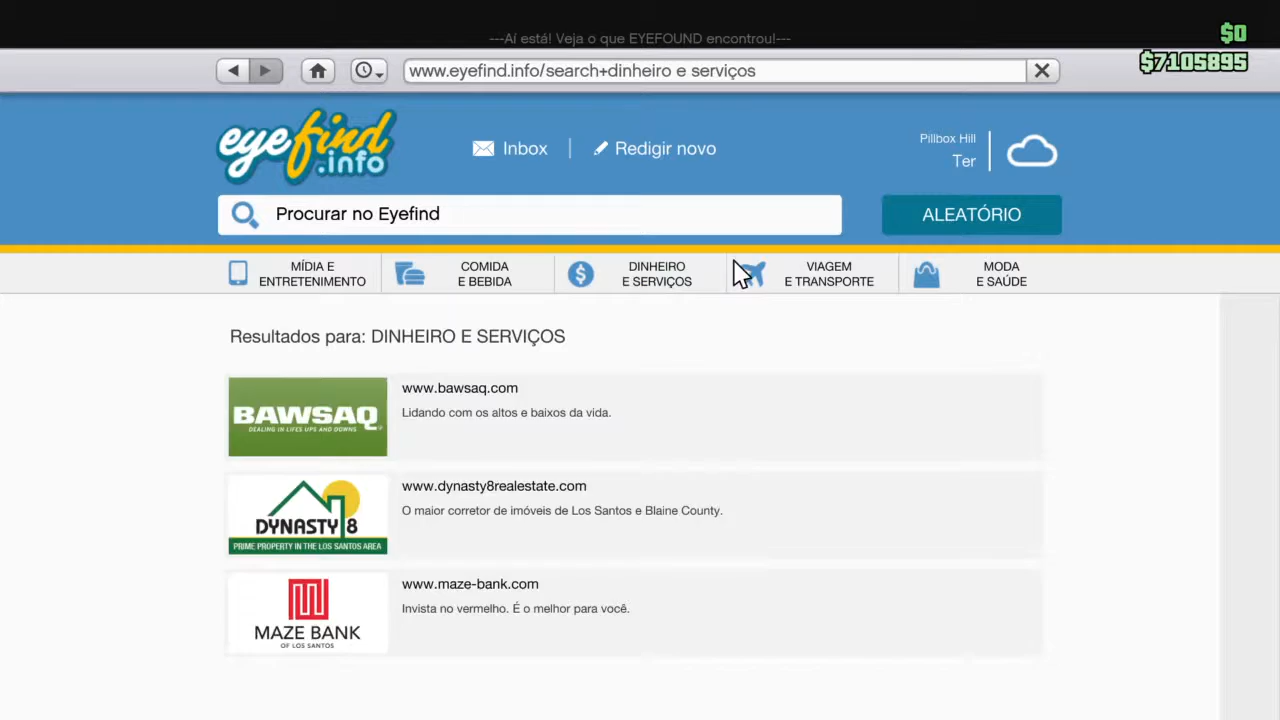 ---Aí está! Veja o que EYEFOUND encontrou!---
$0
$7105895
www.eyefind.info/search+dinheiro e serviços
eyefind
.info
Inbox
Redigir novo
Pillbox Hill
Ter
Procurar no Eyefind
ALEATÓRIO
MÍDIA E
ENTRETENIMENTO
COMIDA
E BEBIDA
DINHEIRO
E SERVIÇOS
VIAGEM
E TRANSPORTE
MODA
E SAÚDE
Resultados para: DINHEIRO E SERVIÇOS
BAWSAQ
DEALING IN LIFES UPS AND DOWNS
www.bawsaq.com
Lidando com os altos e baixos da vida.
DYNASTY 8
PRIME PROPERTY IN THE LOS SANTOS AREA
www.dynasty8realestate.com
O maior corretor de imóveis de Los Santos e Blaine County.
MAZE BANK
OF LOS SANTOS
www.maze-bank.com
Invista no vermelho. É o melhor para você.